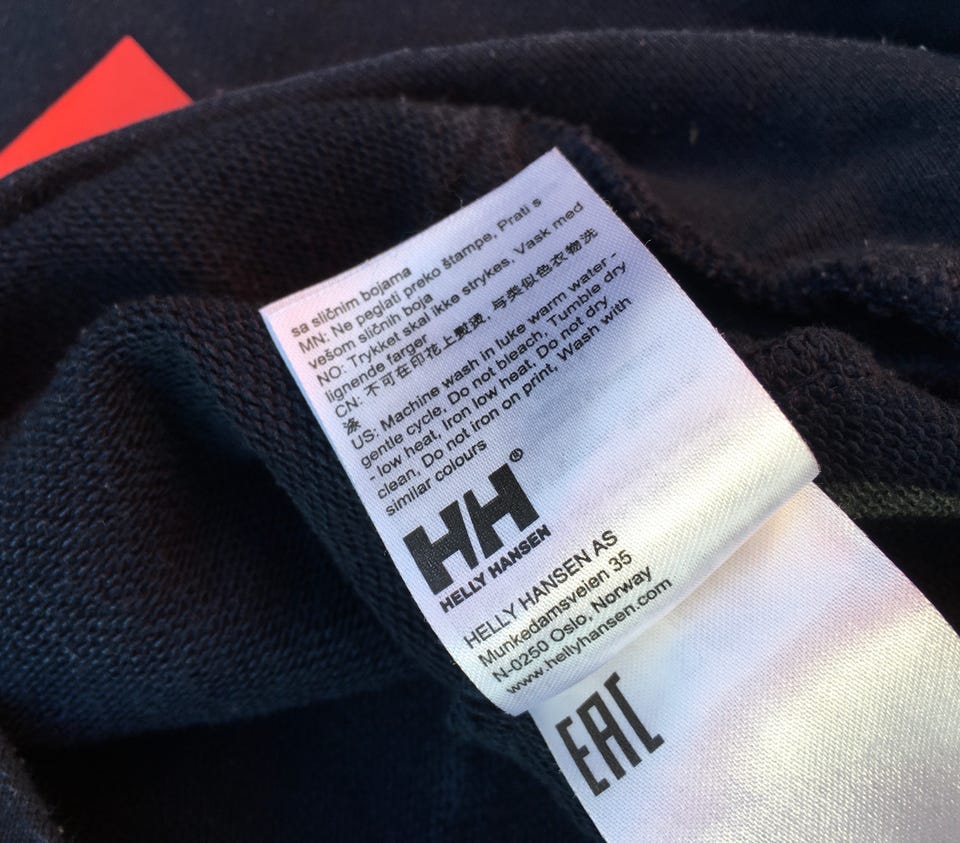 sa sličnim bojama
MN: Ne peglati preko štampe, Prati s
vešom sličnih boja
NO: Trykket skal ikke strykes, Vask med
lignende farger
CN: 不可在印花上熨烫, 与类似色衣物洗
涤
US: Machine wash in luke warm water -
gentle cycle, Do not bleach, Tumble dry
- low heat, Iron low heat, Do not dry
clean, Do not iron on print, Wash with
similar colours
HH®
HELLY HANSEN
HELLY HANSEN AS
Munkedamsveien 35
N-0250 Oslo, Norway
www.hellyhansen.com
EAC